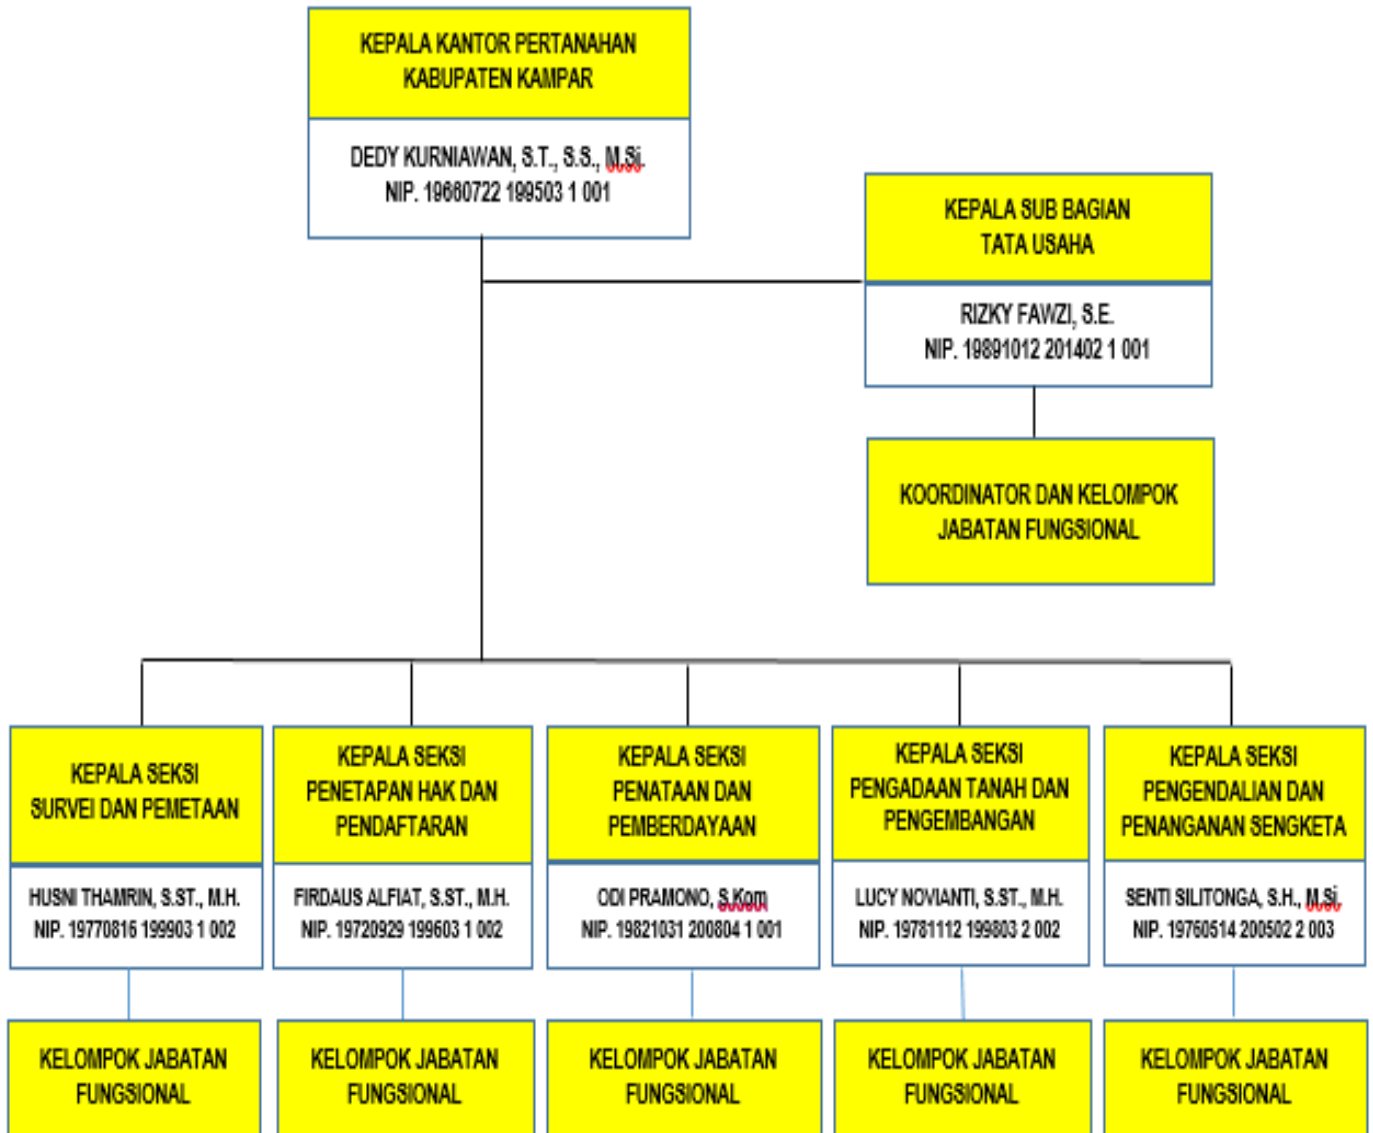 KEPALA KANTOR PERTANAHAN
KABUPATEN KAMPAR
DEDY KURNIAWAN, S.T., S.S., M.Si.
NIP. 19660722 199503 1 001
KEPALA SUB BAGIAN
TATA USAHA
RIZKY FAWZI, S.E.
NIP. 19891012 201402 1 001
KOORDINATOR DAN KELOMPOK
JABATAN FUNGSIONAL
KEPALA SEKSI
SURVEI DAN PEMETAAN
HUSNI THAMRIN, S.ST., M.H.
NIP. 19770816 199903 1 002
KELOMPOK JABATAN
FUNGSIONAL
KEPALA SEKSI
PENETAPAN HAK DAN
PENDAFTARAN
FIRDAUS ALFIAT, S.ST., M.H.
NIP. 19720929 199603 1 002
KELOMPOK JABATAN
FUNGSIONAL
KEPALA SEKSI
PENATAAN DAN
PEMBERDAYAAN
ODI PRAMONO, S.Kom
NIP. 19821031 200804 1 001
KELOMPOK JABATAN
FUNGSIONAL
KEPALA SEKSI
PENGADAAN TANAH DAN
PENGEMBANGAN
LUCY NOVIANTI, S.ST., M.H.
NIP. 19781112 199803 2 002
KELOMPOK JABATAN
FUNGSIONAL
KEPALA SEKSI
PENGENDALIAN DAN
PENANGANAN SENGKETA
SENTI SILITONGA, S.H., M.Si.
NIP. 19760514 200502 2 003
KELOMPOK JABATAN
FUNGSIONAL